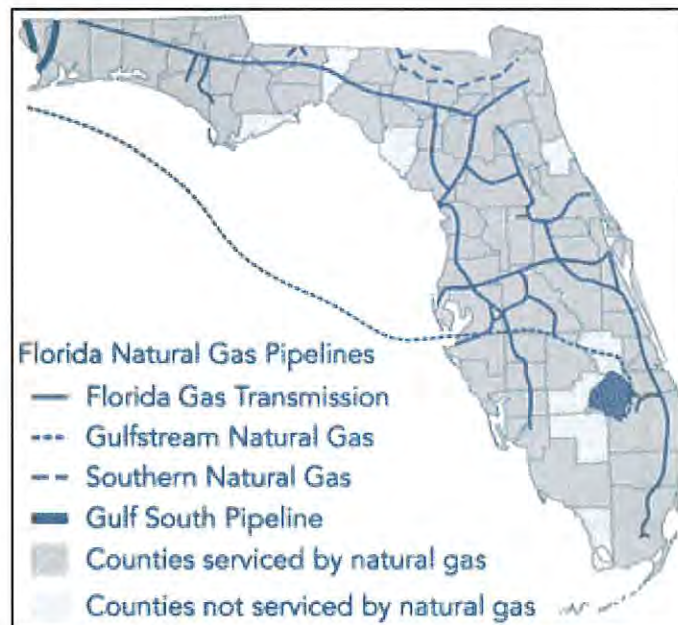 Florida Natural Gas Pipelines
Florida Gas Transmission
Gulfstream Natural Gas
Southern Natural Gas
Gulf South Pipeline
Counties serviced by natural gas
Counties not serviced by natural gas